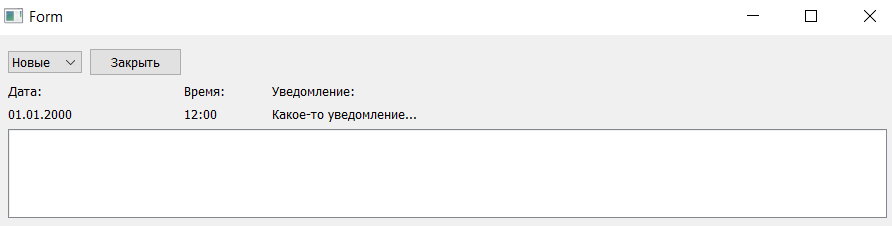 Form
Новые Закрыть
Дата: Время: Уведомление:
01.01.2000 12:00 Какое-то уведомление...